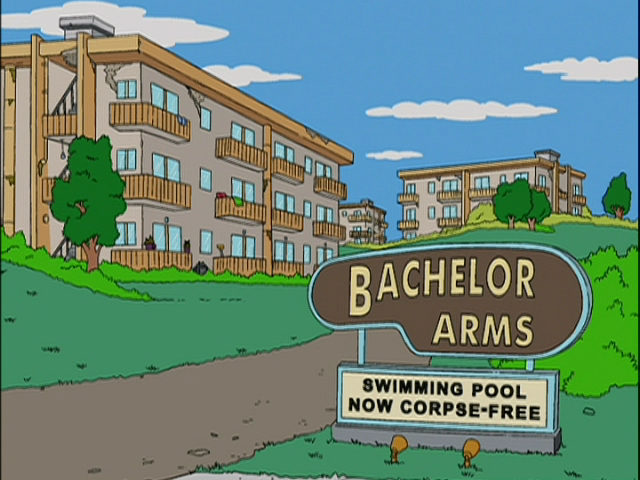 BACHELOR
ARMS
SWIMMING POOL
NOW CORPSE-FREE